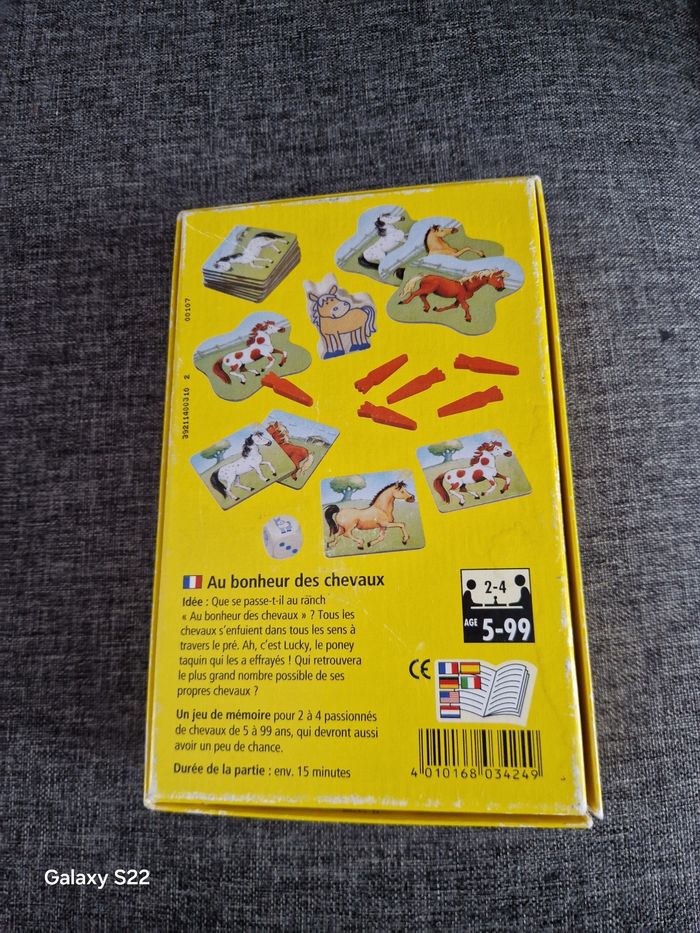 00107
39211400316 2
Au bonheur des chevaux
Idée : Que se passe-t-il au ranch
« Au bonheur des chevaux » ? Tous les
chevaux s'enfuient dans tous les sens à
travers le pré. Ah, c'est Lucky, le poney
taquin qui les a effrayés ! Qui retrouvera
le plus grand nombre possible de ses
propres chevaux ?
Un jeu de mémoire pour 2 à 4 passionnés
de chevaux de 5 à 99 ans, qui devront aussi
avoir un peu de chance.
Durée de la partie : env. 15 minutes
2-4
AGE 5-99
CE
4 010168 034249
Galaxy S22